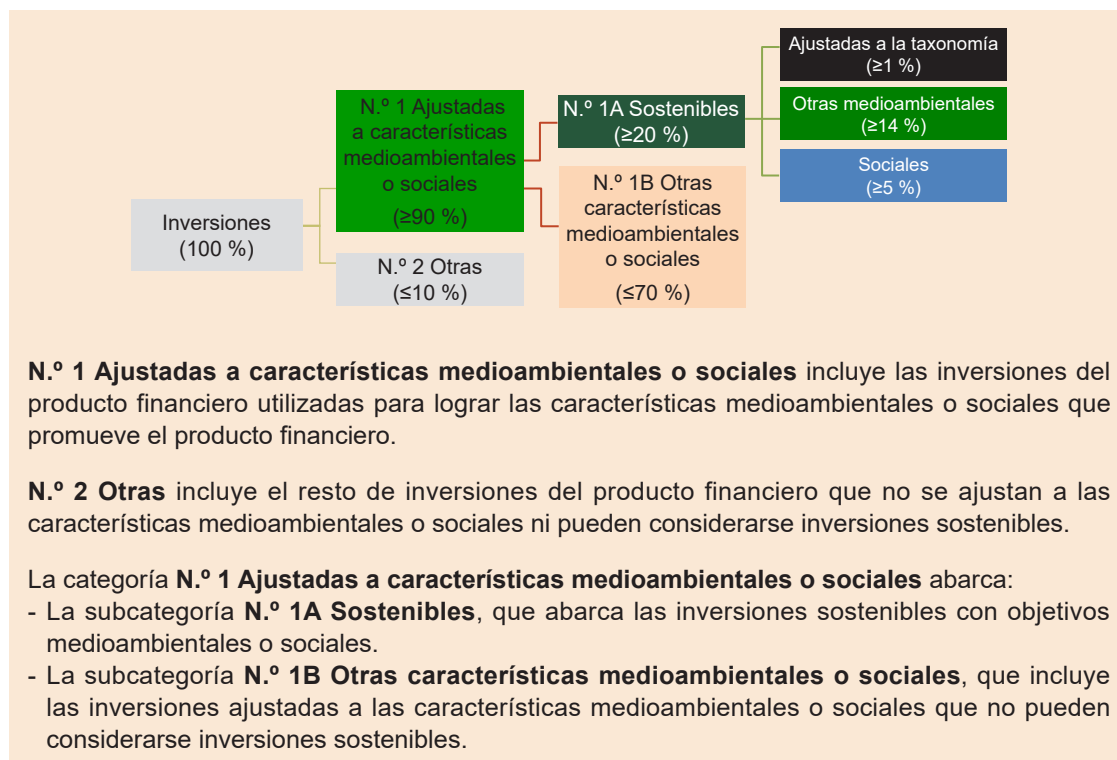 Inversiones
(100 %)
N.º 1 Ajustadas
a características
medioambientales
o sociales
(≥90 %)
N.º 2 Otras
(≤10 %)
N.º 1A Sostenibles
(≥20 %)
N.º 1B Otras
características
medioambientales
o sociales
(≤70 %)
Ajustadas a la taxonomía
(≥1 %)
Otras medioambientales
(≥14 %)
Sociales
(≥5 %)
N.º 1 Ajustadas a características medioambientales o sociales incluye las inversiones del
producto financiero utilizadas para lograr las características medioambientales o sociales que
promueve el producto financiero.
N.º 2 Otras incluye el resto de inversiones del producto financiero que no se ajustan a las
características medioambientales o sociales ni pueden considerarse inversiones sostenibles.
La categoría N.º 1 Ajustadas a características medioambientales o sociales abarca:
- La subcategoría N.º 1A Sostenibles, que abarca las inversiones sostenibles con objetivos
medioambientales o sociales.
- La subcategoría N.º 1B Otras características medioambientales o sociales, que incluye
las inversiones ajustadas a las características medioambientales o sociales que no pueden
considerarse inversiones sostenibles.